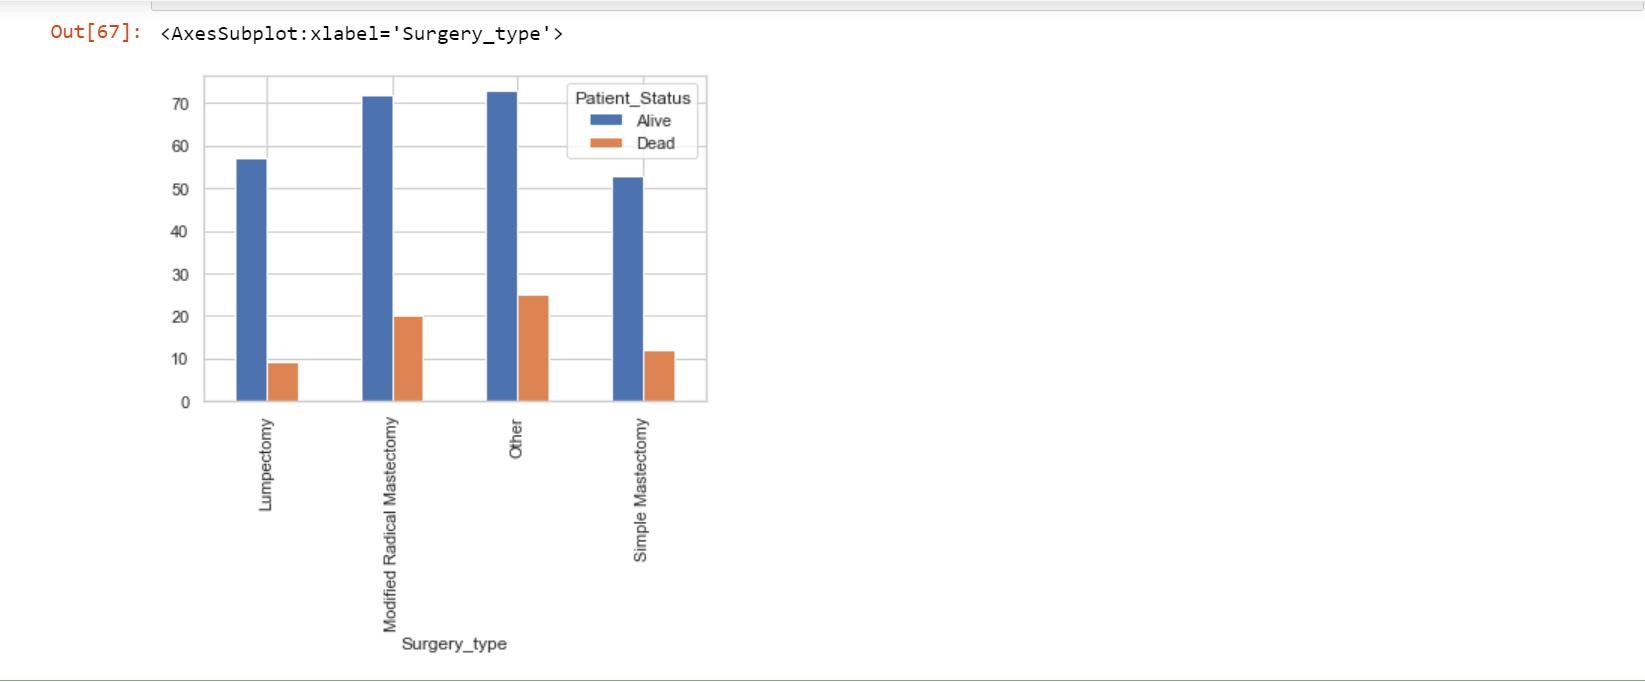 Out[67]: <AxesSubplot:xlabel='Surgery_type'>
Patient_Status
Alive
Dead
70
60
50
40
30
20
10
0
Lumpectomy
Modified Radical Mastectomy
Other
Simple Mastectomy
Surgery_type